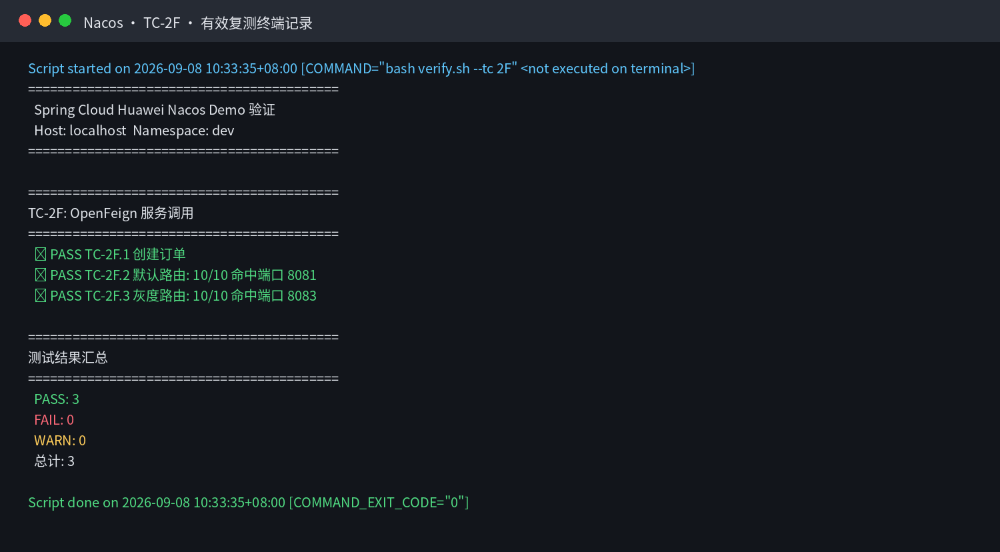 Nacos · TC-2F · 有效复测终端记录
Script started on 2026-09-08 10:33:35+08:00 [COMMAND="bash verify.sh --tc 2F" <not executed on terminal>]
==========================================
Spring Cloud Huawei Nacos Demo 验证
Host: localhost  Namespace: dev
==========================================
==========================================
TC-2F: OpenFeign 服务调用
==========================================
PASS TC-2F.1 创建订单
PASS TC-2F.2 默认路由: 10/10 命中端口 8081
PASS TC-2F.3 灰度路由: 10/10 命中端口 8083
==========================================
测试结果汇总
==========================================
PASS: 3
FAIL: 0
WARN: 0
总计: 3
Script done on 2026-09-08 10:33:35+08:00 [COMMAND_EXIT_CODE="0"]